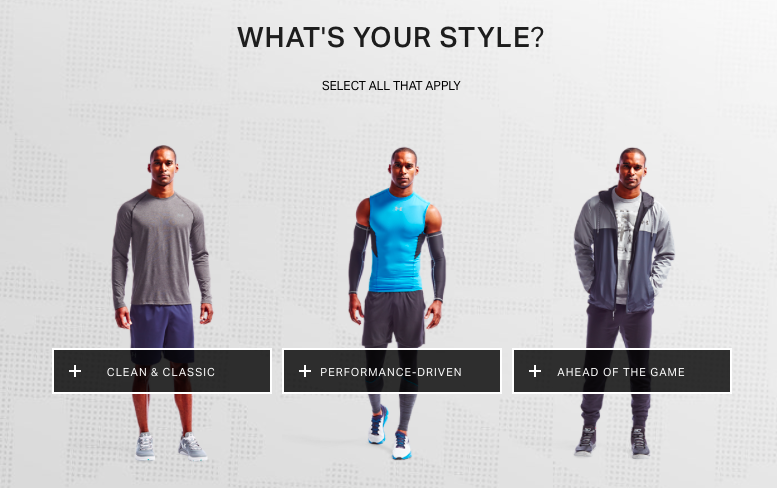 WHAT'S YOUR STYLE?
SELECT ALL THAT APPLY
+ CLEAN & CLASSIC
+ PERFORMANCE-DRIVEN
+ AHEAD OF THE GAME